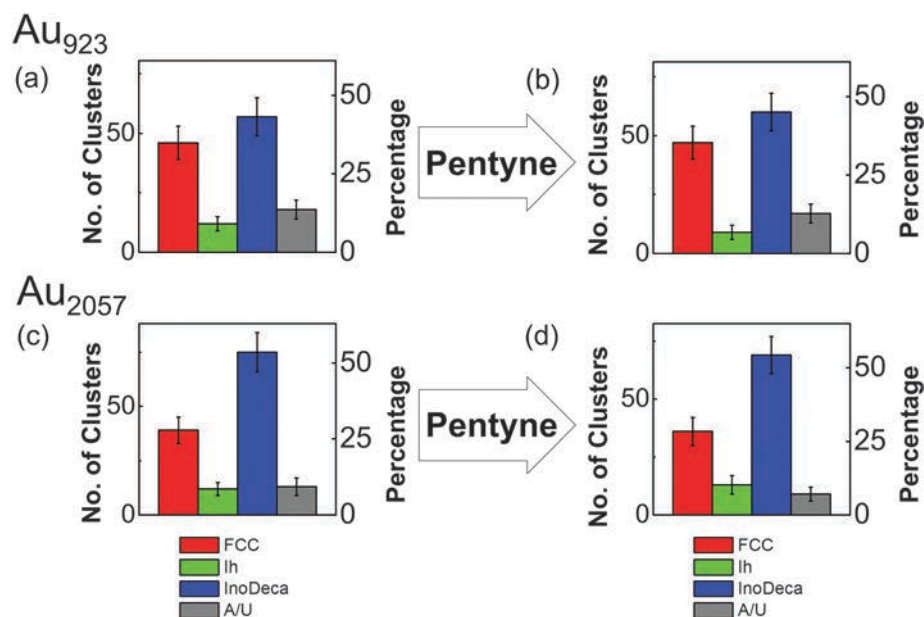 Au923
(a)
No. of Clusters
50
0
50
25
0
Percentage
Pentyne
(b)
No. of Clusters
50
0
50
25
0
Percentage
Au2057
(c)
No. of Clusters
50
0
50
25
0
Percentage
Pentyne
(d)
No. of Clusters
50
0
50
25
0
Percentage
FCC
Ih
InoDeca
A/U
FCC
Ih
InoDeca
A/U